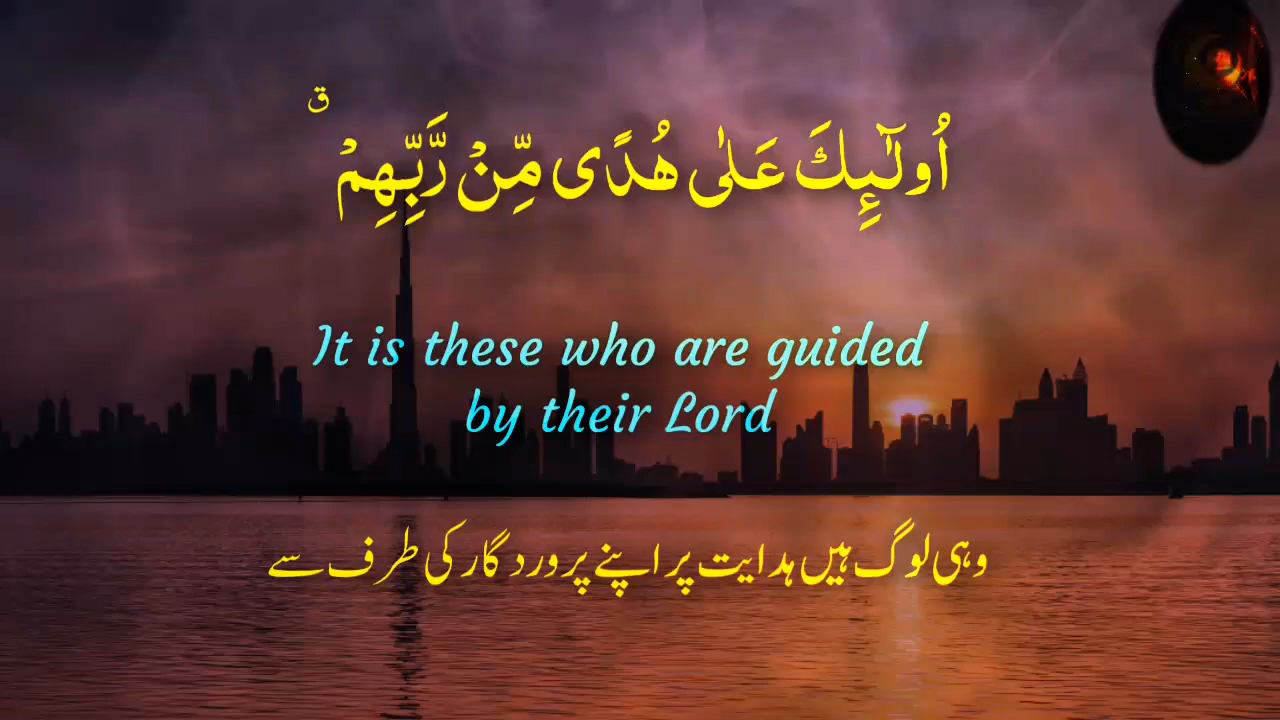 اُولٰٓئِكَ عَلٰى هُدًى مِّنْ رَّبِّهِمْ ۗ ق
It is these who are guided
by their Lord
وہی لوگ ہیں ہدایت پر اپنے پروردگار کی طرف سے